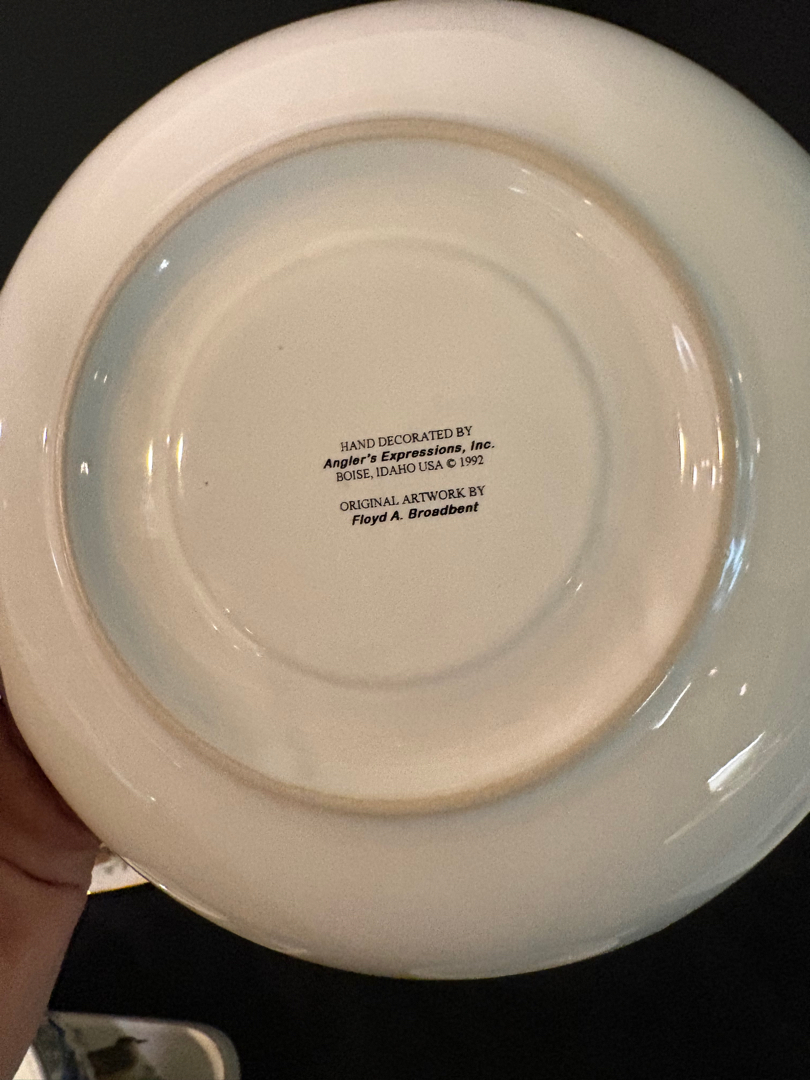 HAND DECORATED BY
Angler's Expressions, Inc.
BOISE, IDAHO USA © 1992
ORIGINAL ARTWORK BY
Floyd A. Broadbent